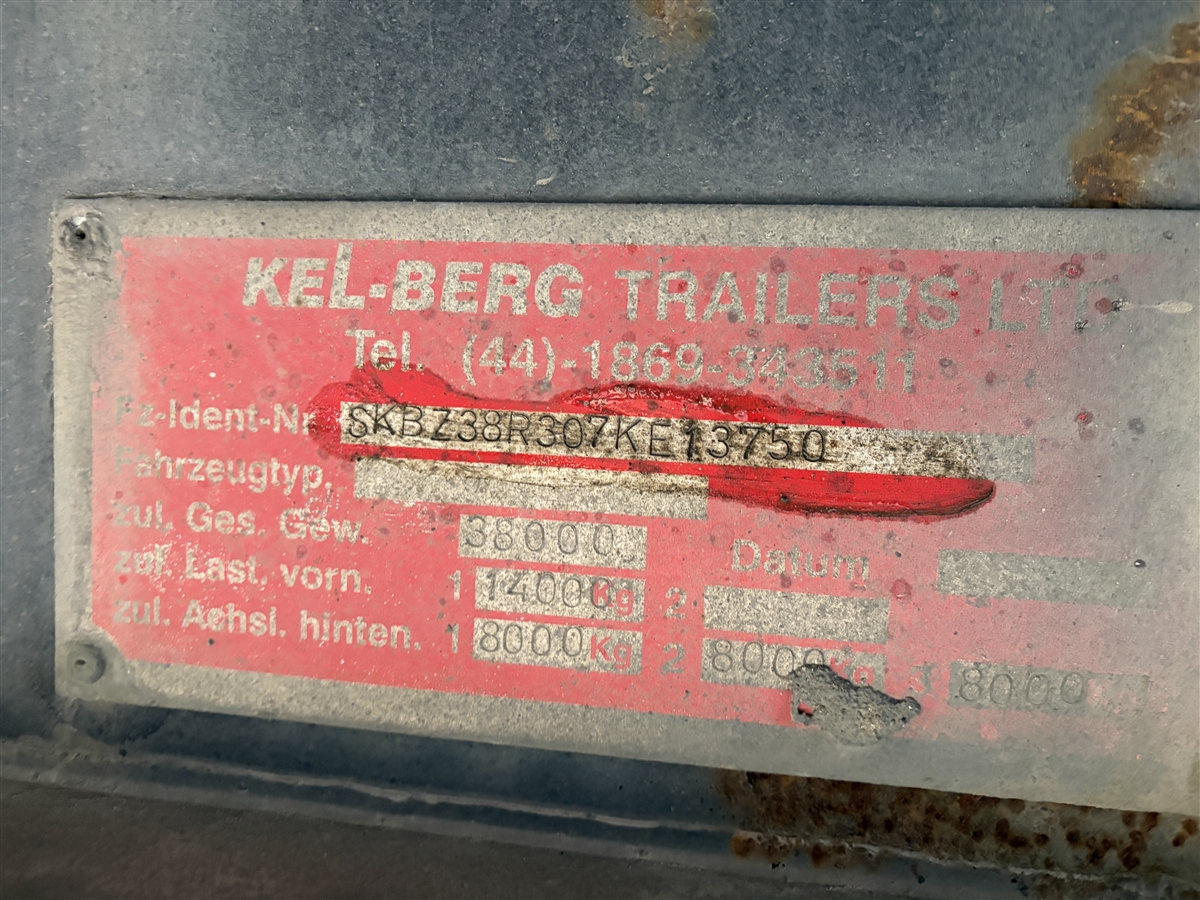 KEL-BERG TRAILERS LTD
Tel. (44)-1869-343511
Fz-Ident-Nr SKBZ38R307KE13750
Fahrzeugtyp.
zul. Ges. Gew. 38000 Datum
zul. Last. vorn. 1 14000Kg 2
zul. Aehsl. hinten. 1 8000Kg 2 8000Kg 3 8000